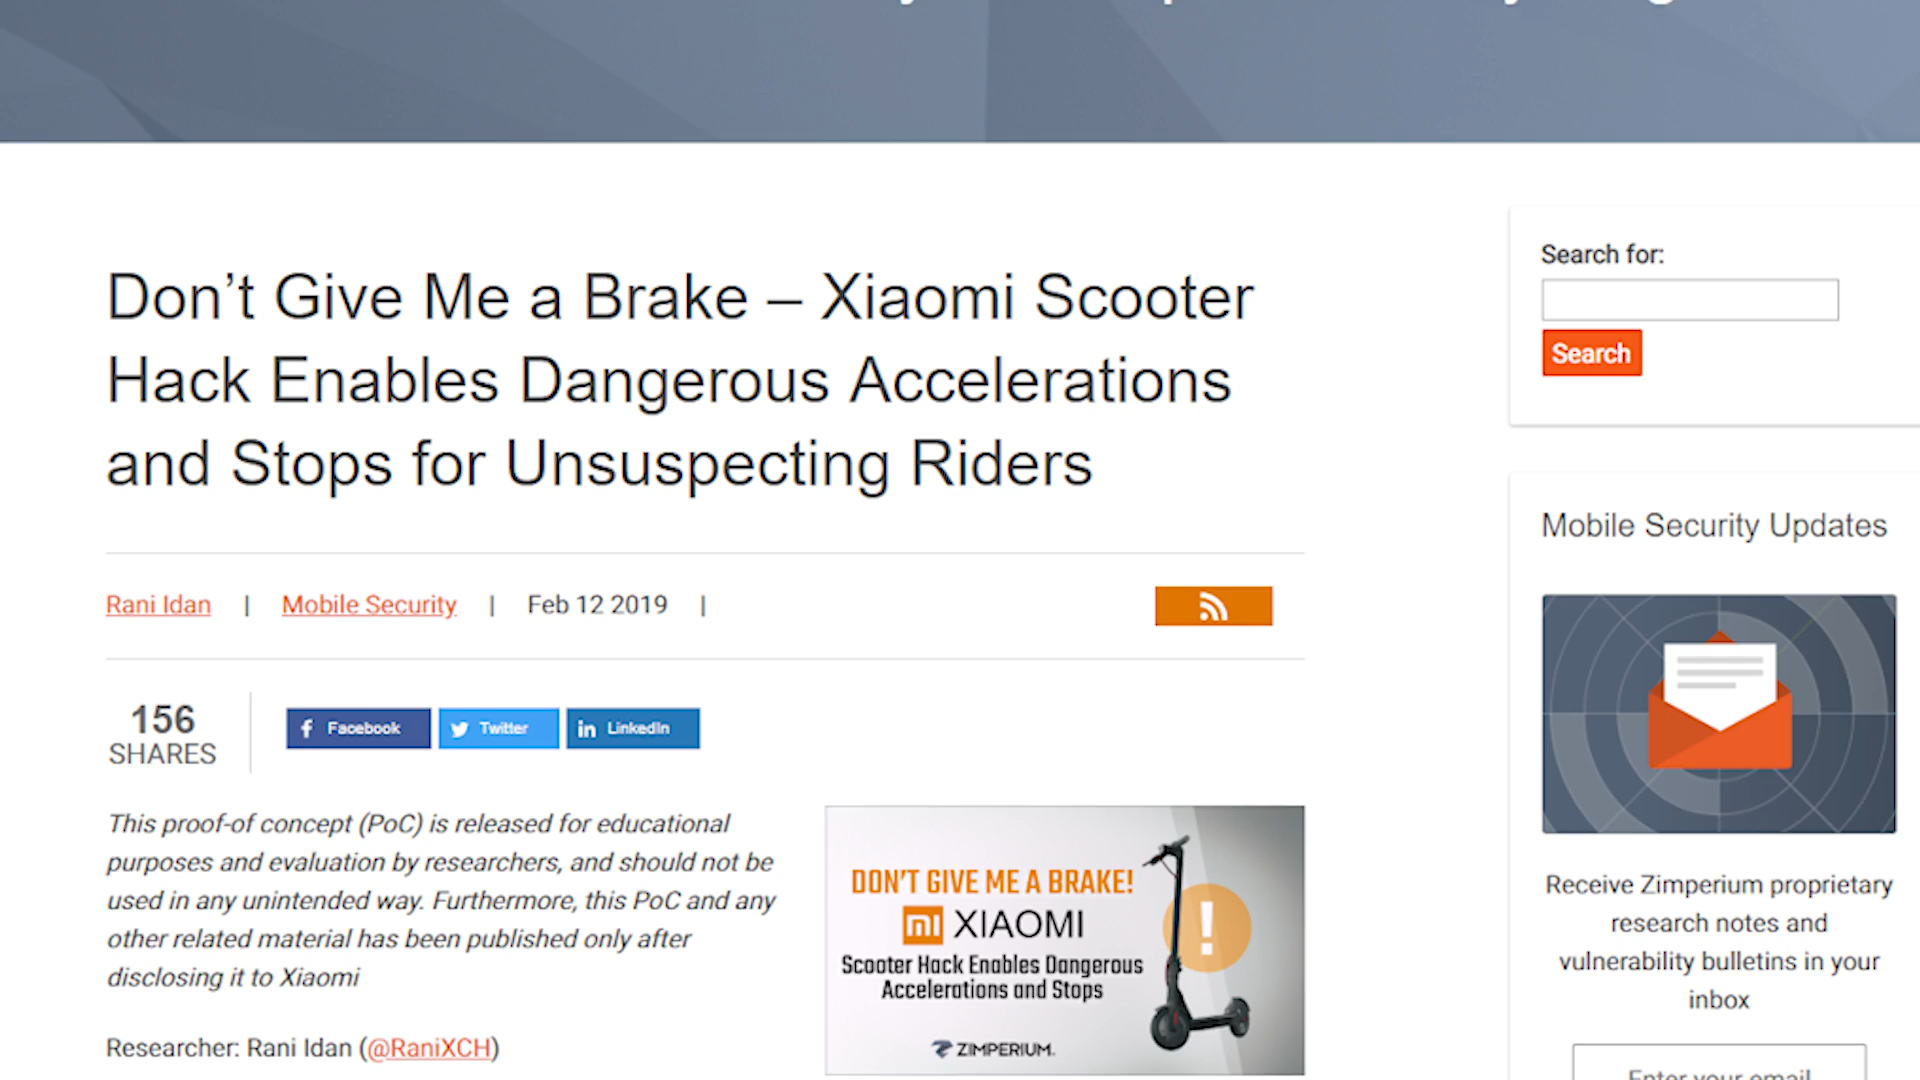 Don’t Give Me a Brake – Xiaomi Scooter
Hack Enables Dangerous Accelerations
and Stops for Unsuspecting Riders
Rani Idan | Mobile Security | Feb 12 2019 |
156
SHARES
Facebook
Twitter
LinkedIn
This proof-of concept (PoC) is released for educational
purposes and evaluation by researchers, and should not be
used in any unintended way. Furthermore, this PoC and any
other related material has been published only after
disclosing it to Xiaomi
Researcher: Rani Idan (@RaniXCH)
DON'T GIVE ME A BRAKE!
mi XIAOMI
Scooter Hack Enables Dangerous
Accelerations and Stops
!
ZIMPERIUM.
Search for:
Search
Mobile Security Updates
Receive Zimperium proprietary
research notes and
vulnerability bulletins in your
inbox
Enter your email